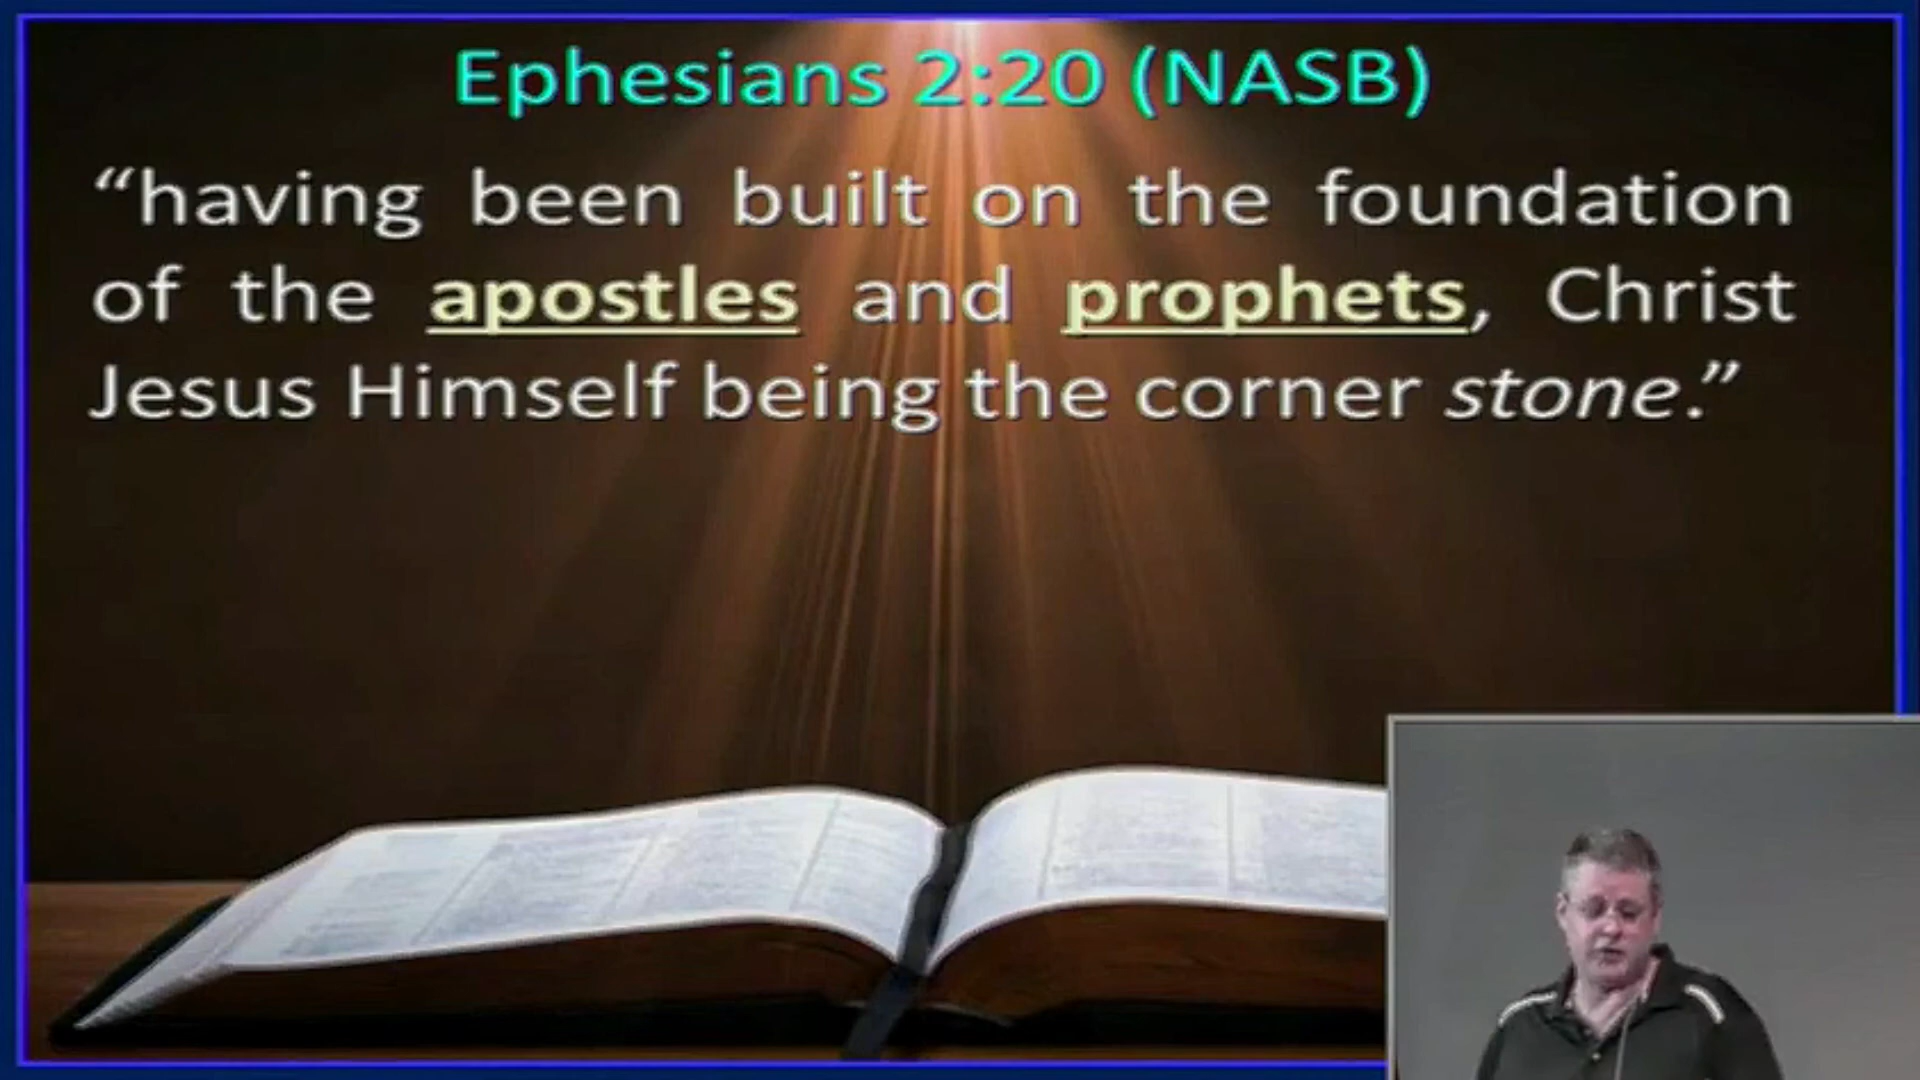 Ephesians 2:20 (NASB)
“having been built on the foundation
of the apostles and prophets, Christ
Jesus Himself being the corner stone.”